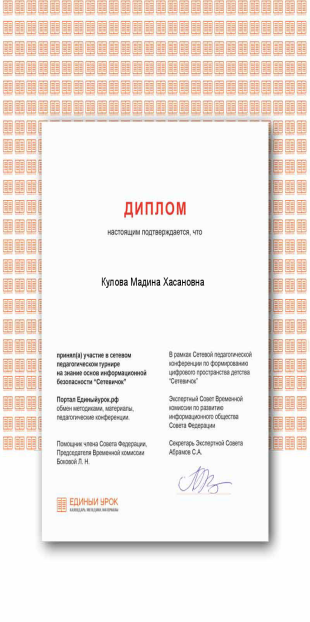 ДИПЛОМ
настоящим подтверждается, что
Кулова Мадина Хасановна
принял(а) участие в сетевом
педагогическом турнире
на знание основ информационной
безопасности "Сетевичок"
Портал Единыйурок.рф
обмен методиками, материалы,
педагогические конференции.
Помощник члена Совета Федерации,
Председателя Временной комиссии
Боковой Л. Н.
В рамках Сетевой педагогической
конференции по формированию
цифрового пространства детства
"Сетевичок"
Экспертный Совет Временной
комиссии по развитию
информационного общества
Совета Федерации
Секретарь Экспертной Совета
Абрамов С.А.
ЕДИНЫЙ УРОК